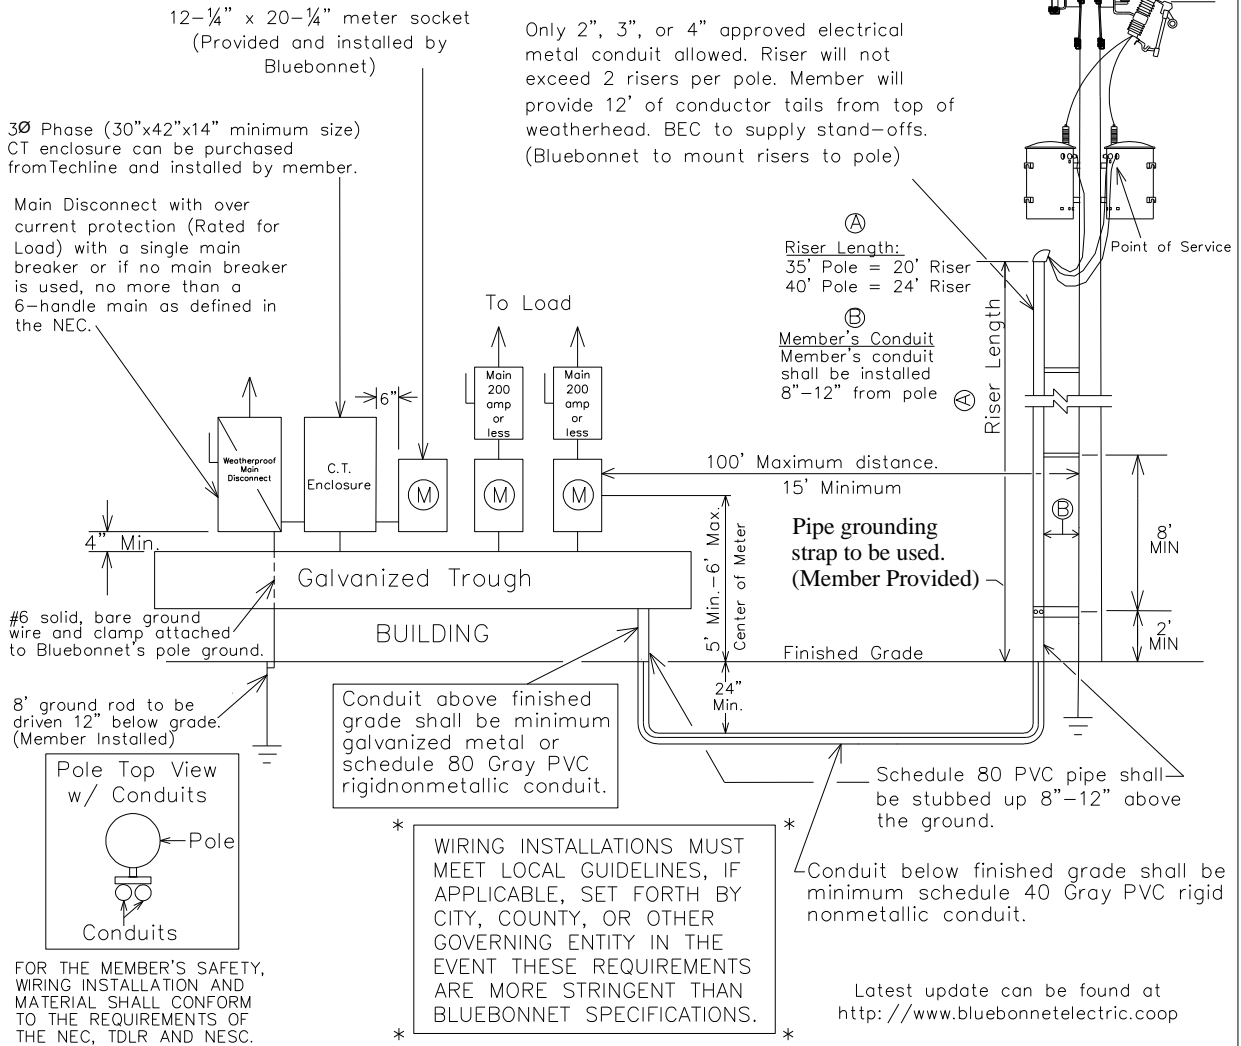 12-¼" x 20-¼" meter socket
(Provided and installed by
Bluebonnet)
Only 2", 3", or 4" approved electrical
metal conduit allowed. Riser will not
exceed 2 risers per pole. Member will
provide 12' of conductor tails from top of
weatherhead. BEC to supply stand-offs.
(Bluebonnet to mount risers to pole)
3Ø Phase (30"x42"x14" minimum size)
CT enclosure can be purchased
fromTechline and installed by member.
Main Disconnect with over
current protection (Rated for
Load) with a single main
breaker or if no main breaker
is used, no more than a
6-handle main as defined in
the NEC.
A
Riser Length:
35' Pole = 20' Riser
40' Pole = 24' Riser
B
Member's Conduit
Member's conduit
shall be installed
8"-12" from pole
Point of Service
To Load
Main
200
amp
or
less
Main
200
amp
or
less
6"
Weatherproof
Main
Disconnect
C.T.
Enclosure
M
M
M
A
Riser Length
100' Maximum distance.
15' Minimum
B
8'
MIN
2'
MIN
Pipe grounding
strap to be used.
(Member Provided)
5' Min.-6' Max.
Center of Meter
4" Min.
Galvanized Trough
BUILDING
#6 solid, bare ground
wire and clamp attached
to Bluebonnet's pole ground.
Finished Grade
24"
Min.
8' ground rod to be
driven 12" below grade.
(Member Installed)
Conduit above finished
grade shall be minimum
galvanized metal or
schedule 80 Gray PVC
rigidnonmetallic conduit.
Schedule 80 PVC pipe shall
be stubbed up 8"-12" above
the ground.
Pole Top View
w/ Conduits
Pole
Conduits
* *
WIRING INSTALLATIONS MUST
MEET LOCAL GUIDELINES, IF
APPLICABLE, SET FORTH BY
CITY, COUNTY, OR OTHER
GOVERNING ENTITY IN THE
EVENT THESE REQUIREMENTS
ARE MORE STRINGENT THAN
BLUEBONNET SPECIFICATIONS.
* *
Conduit below finished grade shall be
minimum schedule 40 Gray PVC rigid
nonmetallic conduit.
FOR THE MEMBER'S SAFETY,
WIRING INSTALLATION AND
MATERIAL SHALL CONFORM
TO THE REQUIREMENTS OF
THE NEC, TDLR AND NESC.
Latest update can be found at
http: //www.bluebonnetelectric.coop